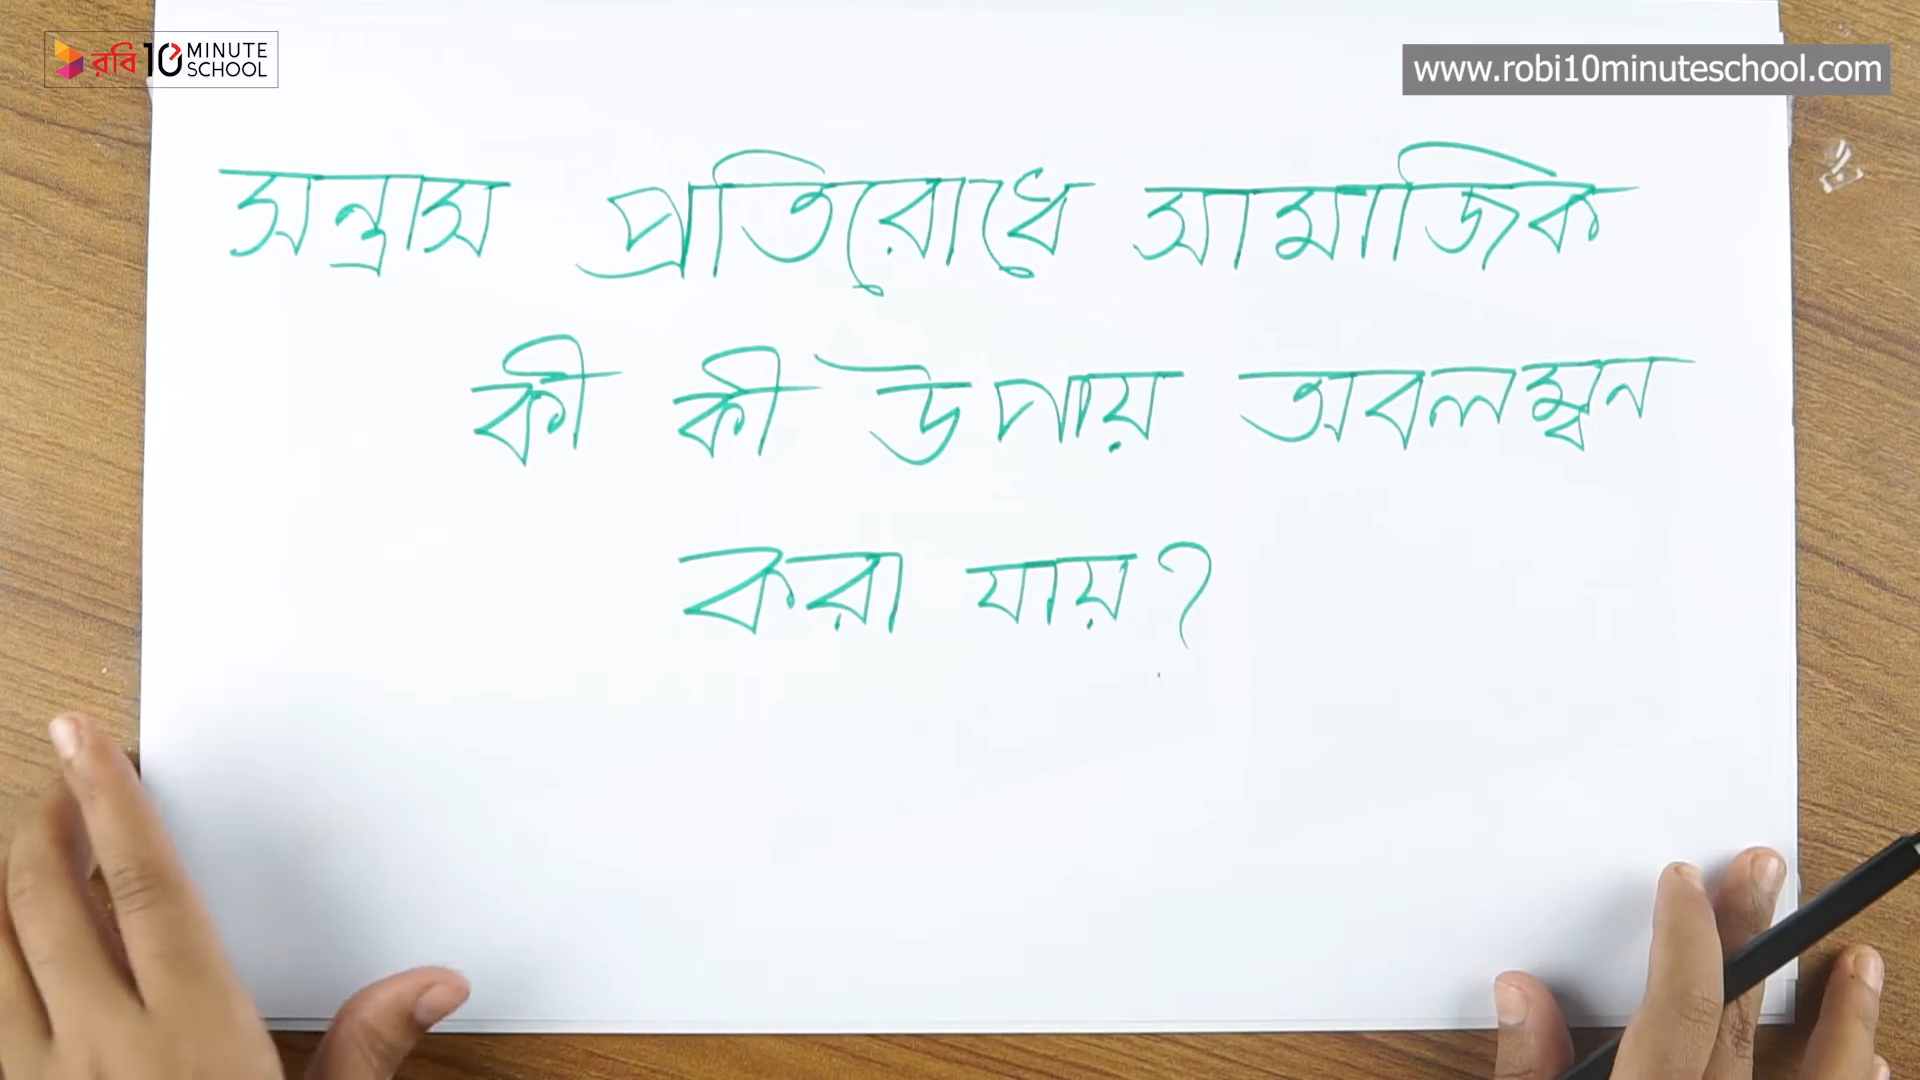 রবি 10 MINUTE SCHOOL
www.robi10minuteschool.com
সন্ত্রাস প্রতিরোধে সামাজিক
কী কী উপায় অবলম্বন
করা যায়?